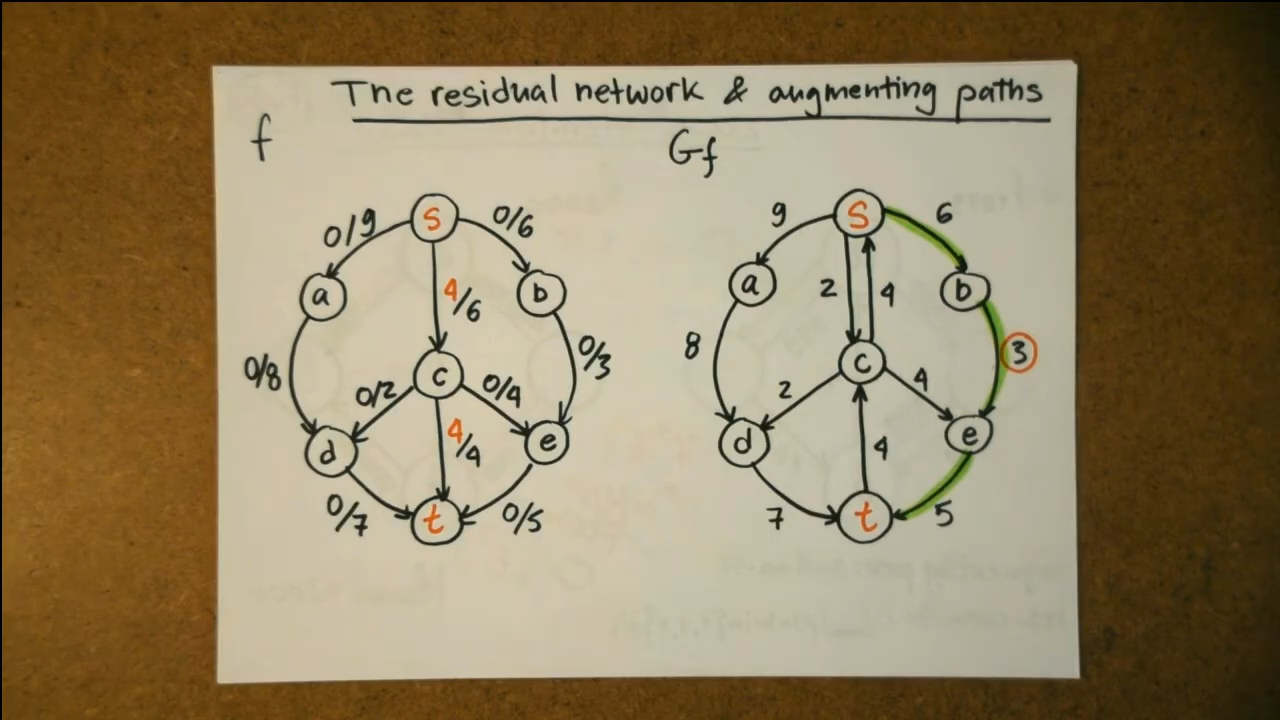 The residual network & augmenting paths
f
Gf
s
0/9
0/6
a
4/6
b
0/8
c
0/3
0/2
0/4
d
4/4
e
0/7
t
0/5
s
9
6
a
2
4
b
8
c
3
2
4
d
4
e
7
t
5